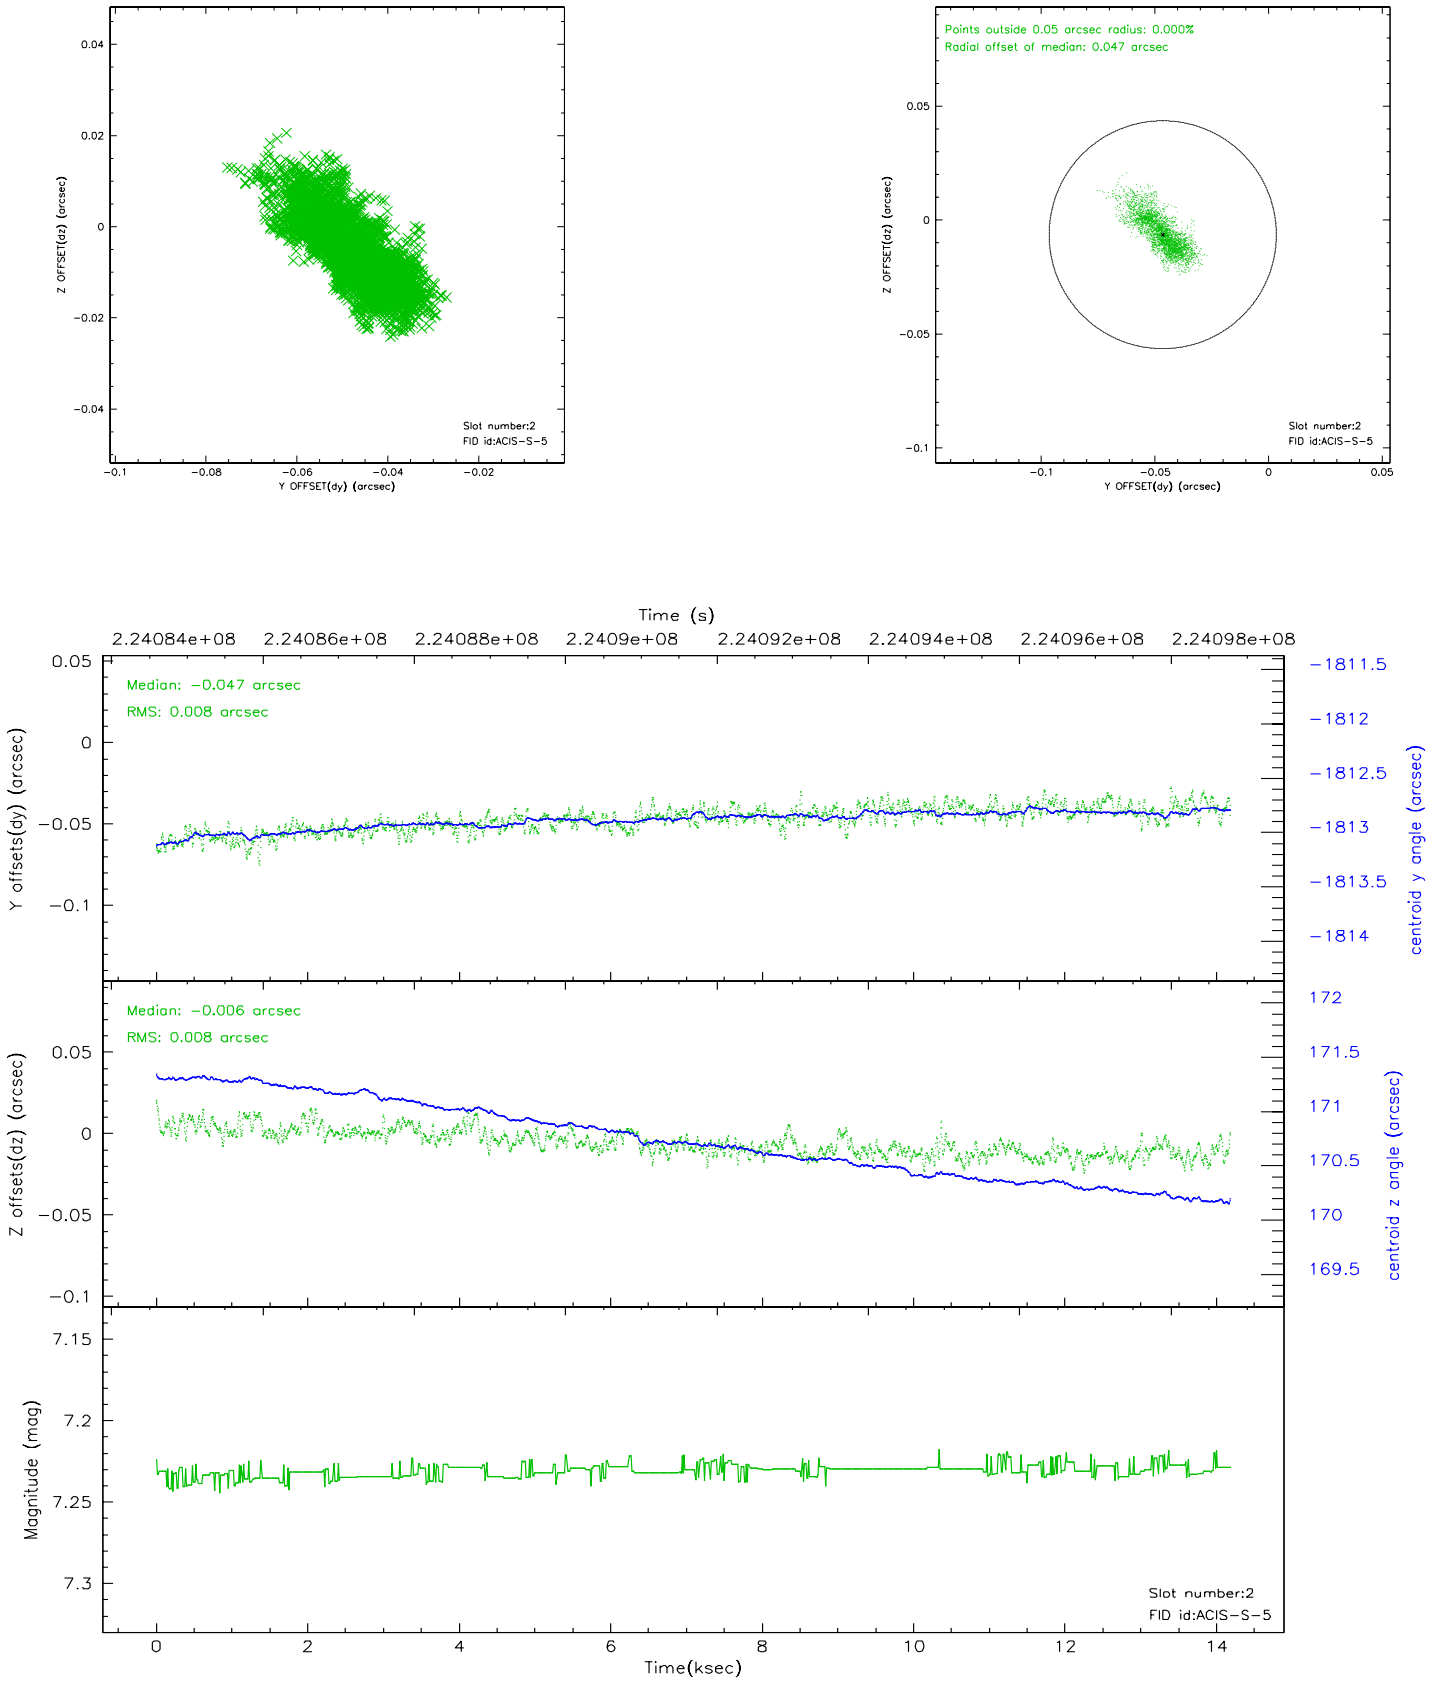 0.04
0.02
0
-0.02
-0.04
Z OFFSET(dz) (arcsec)
Slot number:2
FID id:ACIS-S-5
-0.1 -0.08 -0.06 -0.04 -0.02
Y OFFSET(dy) (arcsec)
Points outside 0.05 arcsec radius: 0.000%
Radial offset of median: 0.047 arcsec
0.05
0
-0.05
-0.1
Z OFFSET(dz) (arcsec)
Slot number:2
FID id:ACIS-S-5
-0.1 -0.05 0 0.05
Y OFFSET(dy) (arcsec)
Time (s)
2.24084e+08 2.24086e+08 2.24088e+08 2.2409e+08 2.24092e+08 2.24094e+08 2.24096e+08 2.24098e+08
0.05
0
-0.05
-0.1
Y offsets(dy) (arcsec)
Median: -0.047 arcsec
RMS: 0.008 arcsec
-1811.5
-1812
-1812.5
-1813
-1813.5
-1814
centroid y angle (arcsec)
0.05
0
-0.05
-0.1
Z offsets(dz) (arcsec)
Median: -0.006 arcsec
RMS: 0.008 arcsec
172
171.5
171
170.5
170
169.5
centroid z angle (arcsec)
7.15
7.2
7.25
7.3
Magnitude (mag)
Slot number:2
FID id:ACIS-S-5
0 2 4 6 8 10 12 14
Time(ksec)